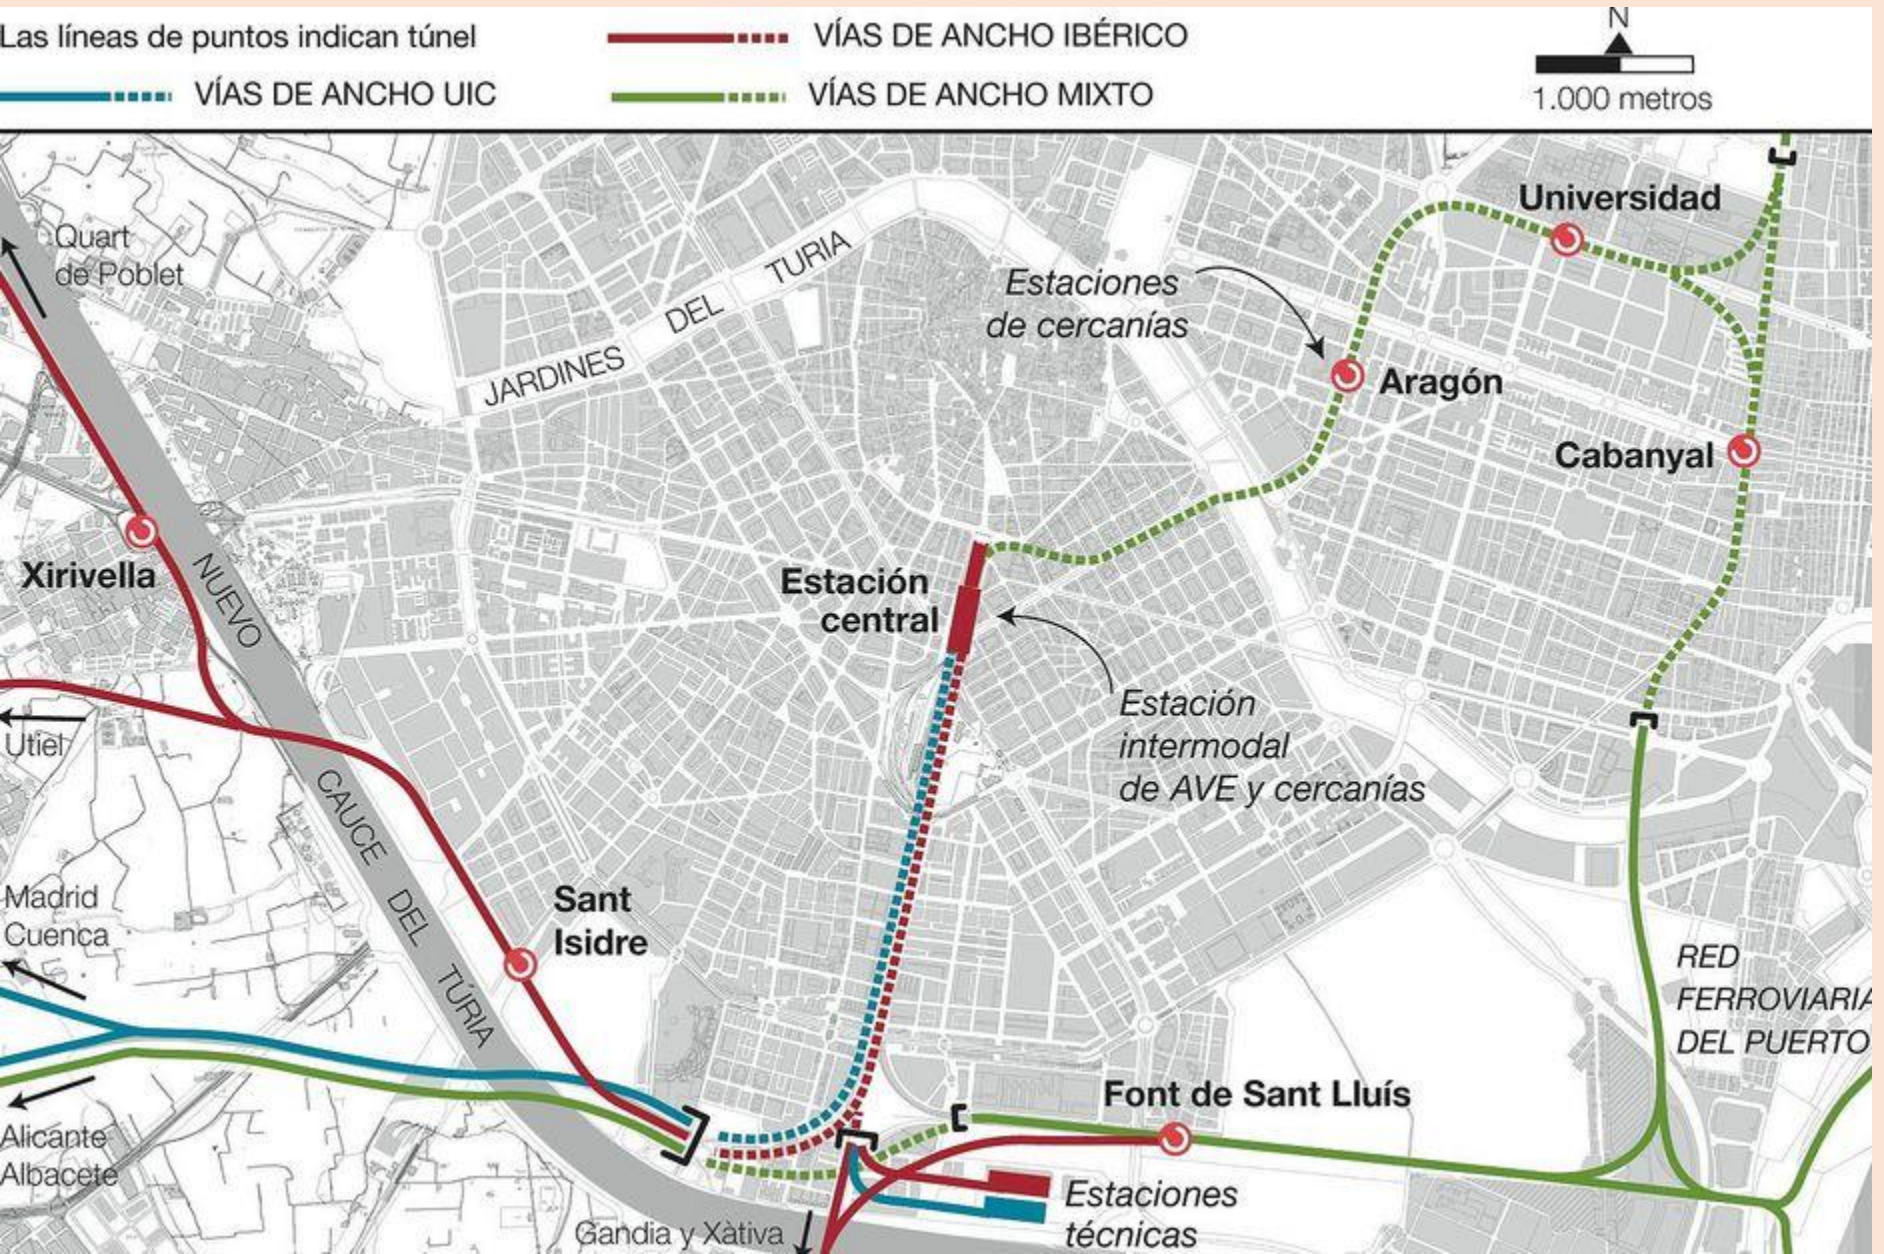 Las líneas de puntos indican túnel
VÍAS DE ANCHO IBÉRICO
VÍAS DE ANCHO UIC
VÍAS DE ANCHO MIXTO
N
1.000 metros
Quart
de Poblet
JARDINES DEL TURIA
Estaciones
de cercanías
Universidad
Aragón
Cabanyal
Xirivella
NUEVO CAUCE DEL TÚRIA
Estación
central
Estación
intermodal
de AVE y cercanías
Utiel
Madrid
Cuenca
Sant
Isidre
RED
FERROVIARIA
DEL PUERTO
Alicante
Albacete
Font de Sant Lluís
Estaciones
técnicas
Gandia y Xàtiva